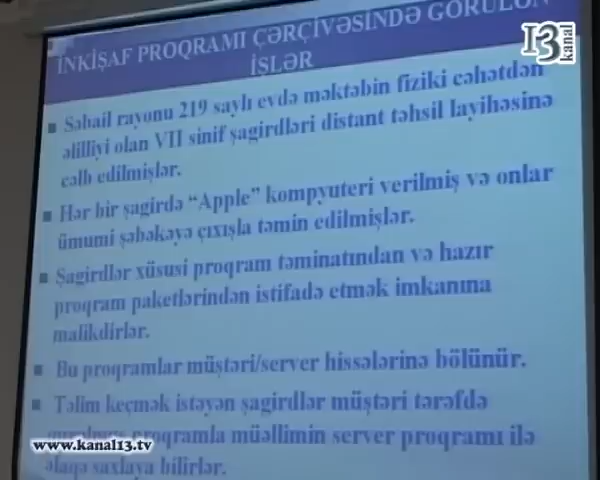 İNKİŞAF PROQRAMI ÇƏRÇİVƏSİNDƏ GÖRÜLƏN
İŞLƏR
13 kanal
Səbail rayonu 219 saylı evdə məktəbin fiziki cəhətdən
əlilliyi olan VII sinif şagirdləri distant təhsil layihəsinə
cəlb edilmişlər.
Hər bir şagirdə “Apple” kompyuteri verilmiş və onlar
ümumi şəbəkəyə çıxışla təmin edilmişlər.
Şagirdlər xüsusi proqram təminatından və hazır
proqram paketlərindən istifadə etmək imkanına
malikdirlər.
Bu proqramlar müştəri/server hissələrinə bölünür.
Təlim keçmək istəyən şagirdlər müştəri tərəfdə
proqramla müəllimin server proqramı ilə
www.kanal13.tv
əlaqə saxlaya bilirlər.